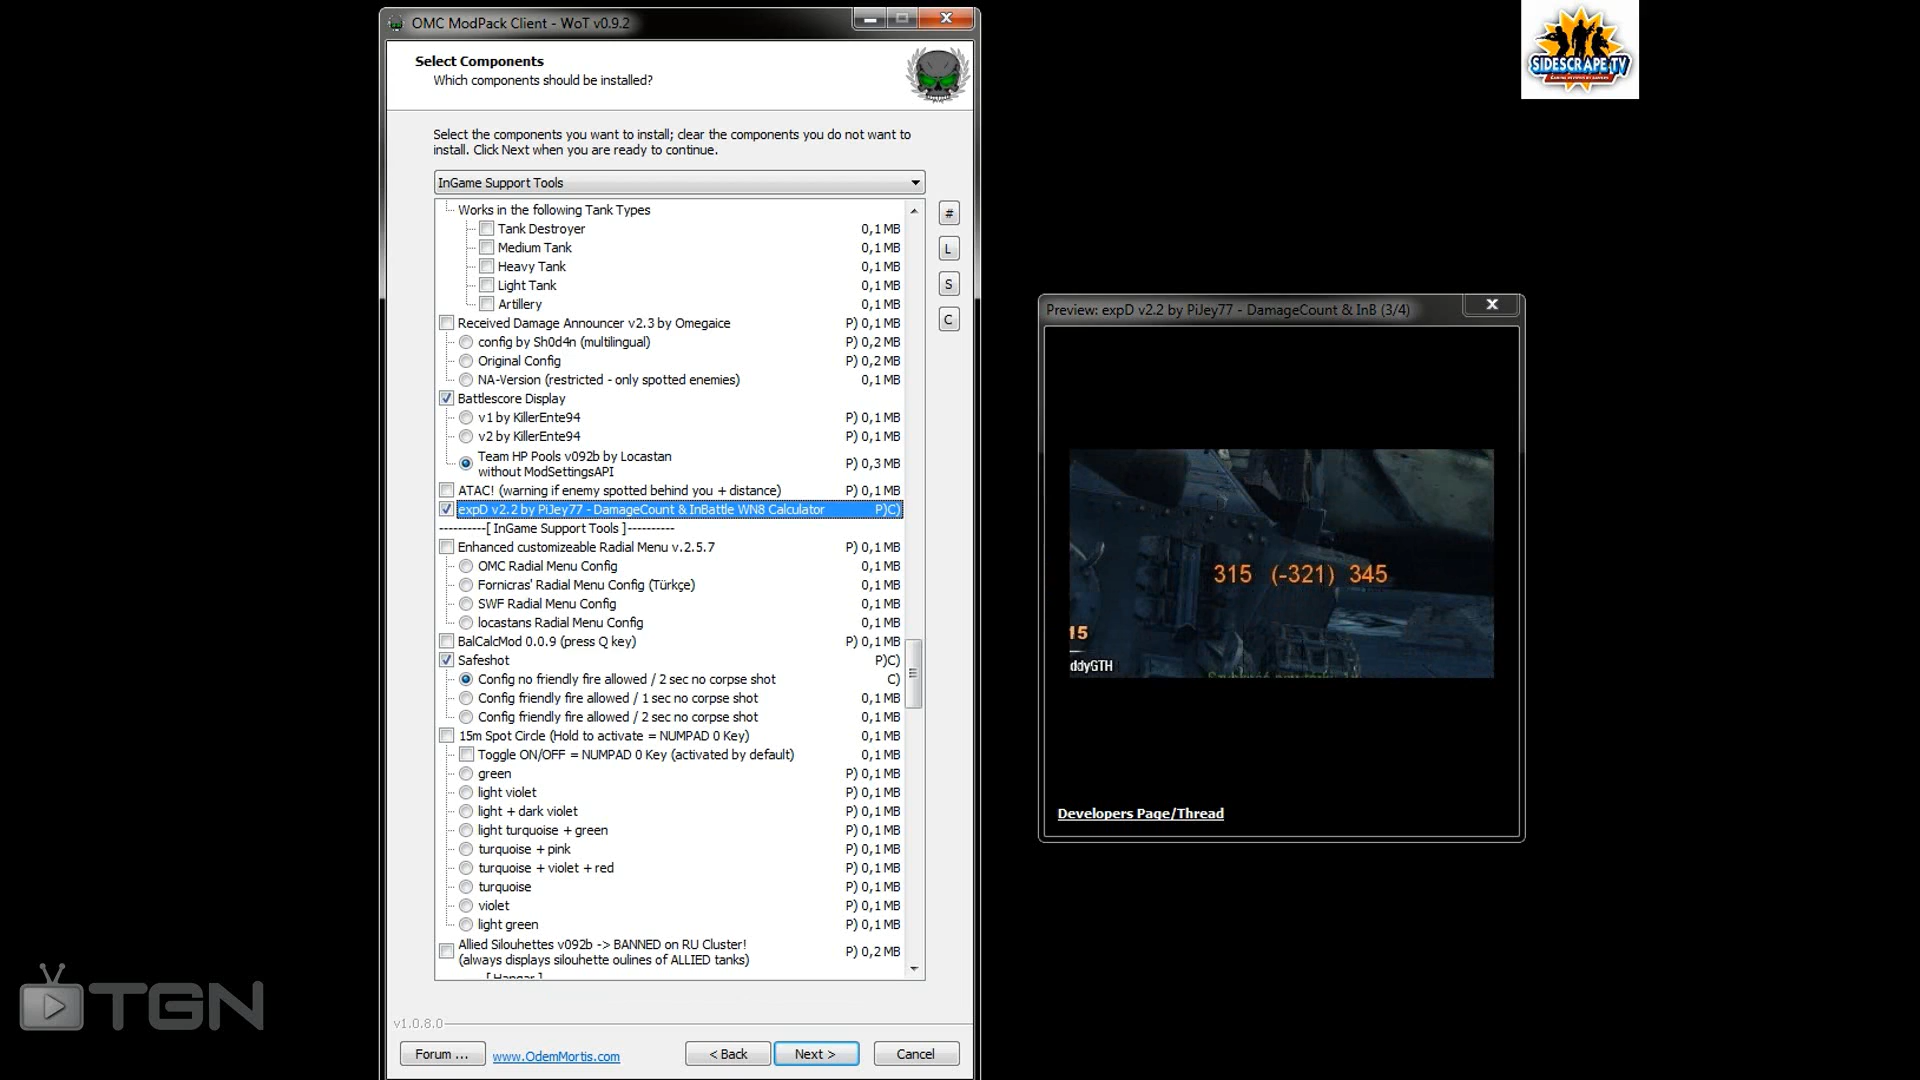 OMC ModPack Client - WoT v0.9.2
Select Components
Which components should be installed?
Select the components you want to install; clear the components you do not want to
install. Click Next when you are ready to continue.
InGame Support Tools
Works in the following Tank Types
Tank Destroyer 0,1 MB
Medium Tank 0,1 MB
Heavy Tank 0,1 MB
Light Tank 0,1 MB
Artillery 0,1 MB
Received Damage Announcer v2.3 by Omegaice P) 0,1 MB
config by Sh0d4n (multilingual) P) 0,2 MB
Original Config P) 0,2 MB
NA-Version (restricted - only spotted enemies) 0,1 MB
Battlescore Display
v1 by KillerEnte94 P) 0,1 MB
v2 by KillerEnte94 P) 0,1 MB
Team HP Pools v092b by Locastan
without ModSettingsAPI P) 0,3 MB
ATAC! (warning if enemy spotted behind you + distance) P) 0,1 MB
expD v2.2 by PiJey77 - DamageCount & InBattle WN8 Calculator P)C)
----------[ InGame Support Tools ]----------
Enhanced customizeable Radial Menu v.2.5.7 P) 0,1 MB
OMC Radial Menu Config 0,1 MB
Fornicras' Radial Menu Config (Türkçe) 0,1 MB
SWF Radial Menu Config 0,1 MB
locastans Radial Menu Config 0,1 MB
BalCalcMod 0.0.9 (press Q key) P) 0,1 MB
Safeshot P)C)
Config no friendly fire allowed / 2 sec no corpse shot C)
Config friendly fire allowed / 1 sec no corpse shot 0,1 MB
Config friendly fire allowed / 2 sec no corpse shot 0,1 MB
15m Spot Circle (Hold to activate = NUMPAD 0 Key) 0,1 MB
Toggle ON/OFF = NUMPAD 0 Key (activated by default) 0,1 MB
green P) 0,1 MB
light violet P) 0,1 MB
light + dark violet P) 0,1 MB
light turquoise + green P) 0,1 MB
turquoise + pink P) 0,1 MB
turquoise + violet + red P) 0,1 MB
turquoise P) 0,1 MB
violet P) 0,1 MB
light green P) 0,1 MB
Allied Silouhettes v092b -> BANNED on RU Cluster!
(always displays silouhette oulines of ALLIED tanks) P) 0,2 MB
[ Hangar ]
#
L
S
C
v1.0.8.0
Forum ...
www.OdemMortis.com
< Back
Next >
Cancel
Preview: expD v2.2 by PiJey77 - DamageCount & InB (3/4)
315 (-321) 345
15
ddyGTH
Developers Page/Thread
SIDESCRAPE TV
TGN